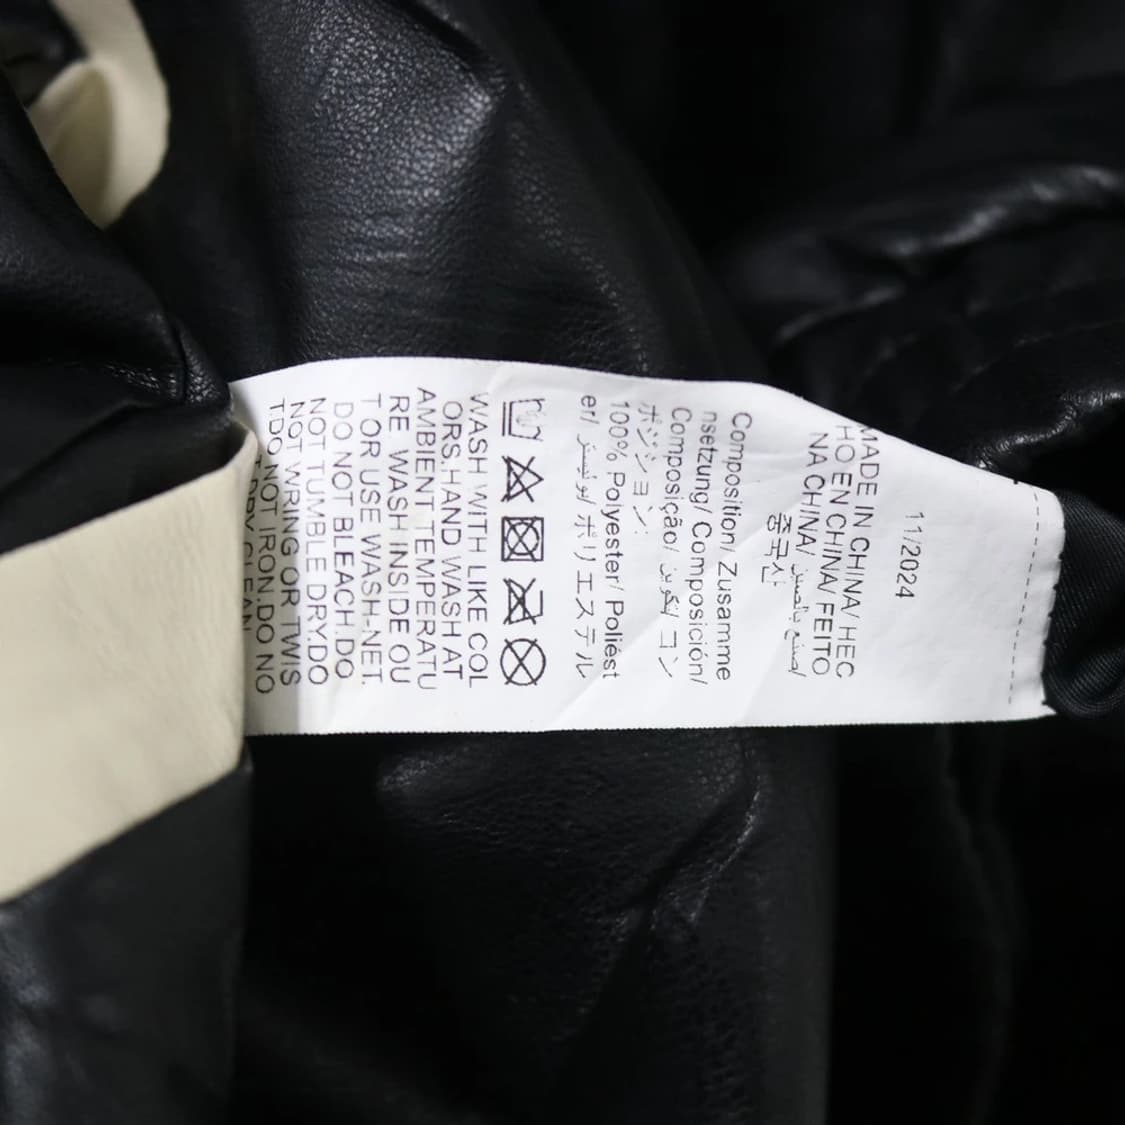 11/2024
MADE IN CHINA/ HEC
HO EN CHINA/ FEITO
NA CHINA/ صنع بالصين/
중국산
Composition/ Zusamme
nsetzung/ Composición/
Composição/ تكوين/ コン
ポジション:
100% Polyester/ Poliést
er/ بوليستر/ ポリエステル
WASH WITH LIKE COL
ORS.HAND WASH AT
AMBIENT TEMPERATU
RE. WASH INSIDE OU
T OR USE WASH-NET.
DO NOT BLEACH.DO
NOT TUMBLE DRY.DO
NOT WRING OR TWIS
T.DO NOT IRON.DO NO
T DRY CLEAN.